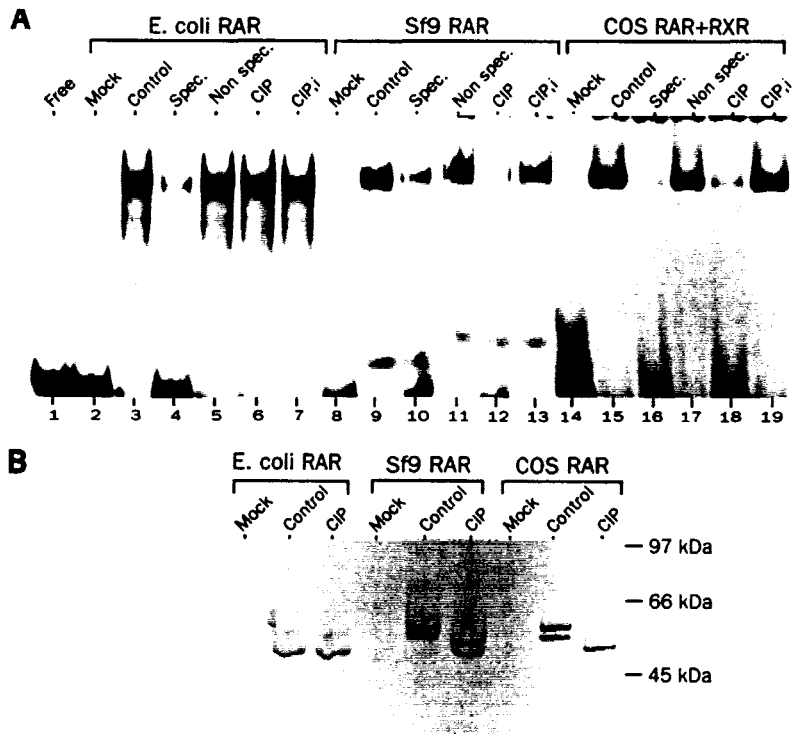 A
E. coli RAR Sf9 RAR COS RAR+RXR
Free Mock Control Spec. Non spec. CIP CIP,i Mock Control Spec. Non spec. CIP CIP,i Mock Control Spec. Non spec. CIP CIP,i
1 2 3 4 5 6 7 8 9 10 11 12 13 14 15 16 17 18 19
B
E. coli RAR Sf9 RAR COS RAR
Mock Control CIP Mock Control CIP Mock Control CIP
97 kDa
66 kDa
45 kDa